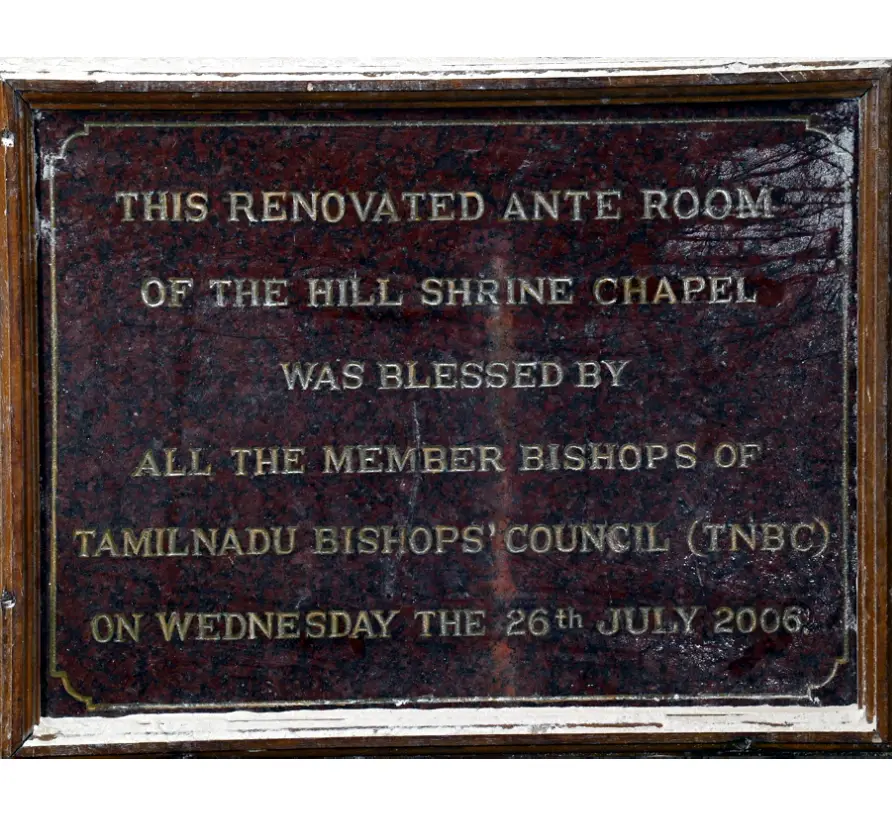 THIS RENOVATED ANTE ROOM
OF THE HILL SHRINE CHAPEL
WAS BLESSED BY
ALL THE MEMBER BISHOPS OF
TAMILNADU BISHOPS' COUNCIL (TNBC)
ON WEDNESDAY THE 26th JULY 2006.